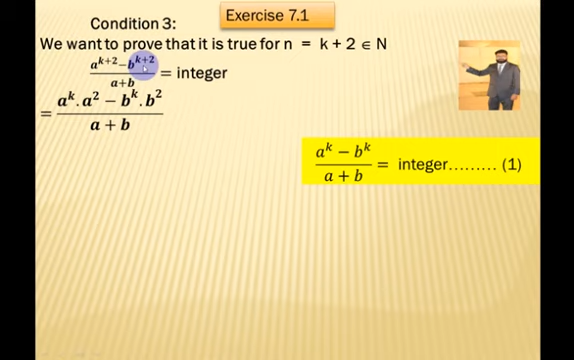 Exercise 7.1
Condition 3:
We want to prove that it is true for n = k + 2 ∈ N
(a^{k+2} − b^{k+2}) / (a+b) = integer
= (a^k . a^2 − b^k . b^2) / (a + b)
(a^k − b^k) / (a + b) = integer......... (1)